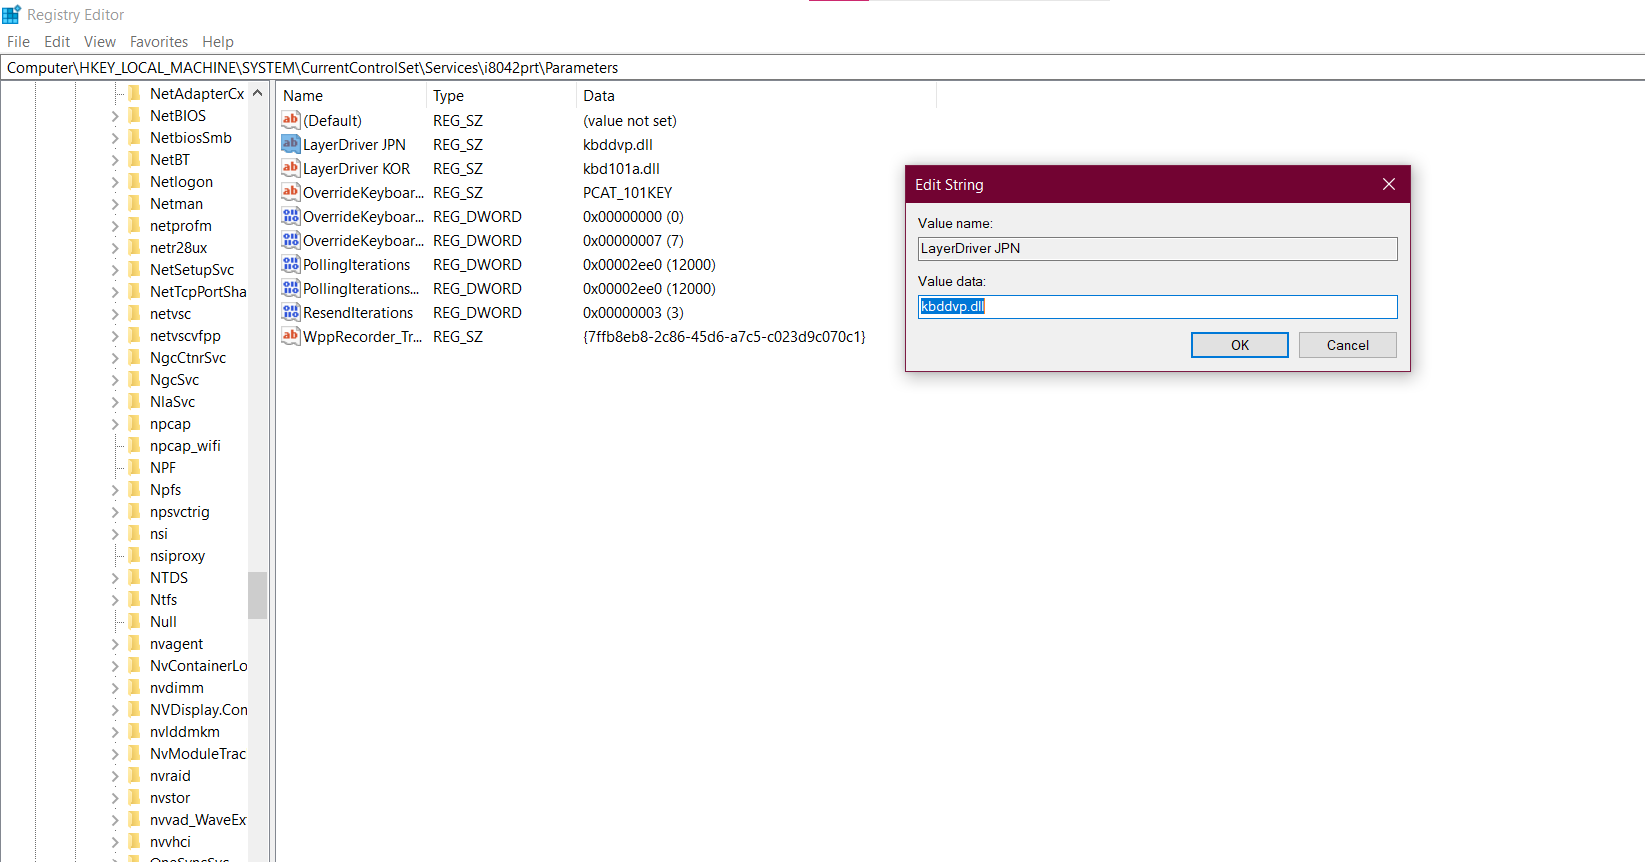 Registry Editor
File Edit View Favorites Help
Computer\HKEY_LOCAL_MACHINE\SYSTEM\CurrentControlSet\Services\i8042prt\Parameters
NetAdapterCx
NetBIOS
NetbiosSmb
NetBT
Netlogon
Netman
netprofm
netr28ux
NetSetupSvc
NetTcpPortSha
netvsc
netvscvfpp
NgcCtnrSvc
NgcSvc
NlaSvc
npcap
npcap_wifi
NPF
Npfs
npsvctrig
nsi
nsiproxy
NTDS
Ntfs
Null
nvagent
NvContainerLo
nvdimm
NVDisplay.Con
nvlddmkm
NvModuleTrac
nvraid
nvstor
nvvad_WaveEx
nvvhci
OneSyncSvc
Name Type Data
(Default) REG_SZ (value not set)
LayerDriver JPN REG_SZ kbddvp.dll
LayerDriver KOR REG_SZ kbd101a.dll
OverrideKeyboar... REG_SZ PCAT_101KEY
OverrideKeyboar... REG_DWORD 0x00000000 (0)
OverrideKeyboar... REG_DWORD 0x00000007 (7)
PollingIterations REG_DWORD 0x00002ee0 (12000)
PollingIterations... REG_DWORD 0x00002ee0 (12000)
ResendIterations REG_DWORD 0x00000003 (3)
WppRecorder_Tr... REG_SZ {7ffb8eb8-2c86-45d6-a7c5-c023d9c070c1}
Edit String
Value name:
LayerDriver JPN
Value data:
kbddvp.dll
OK Cancel